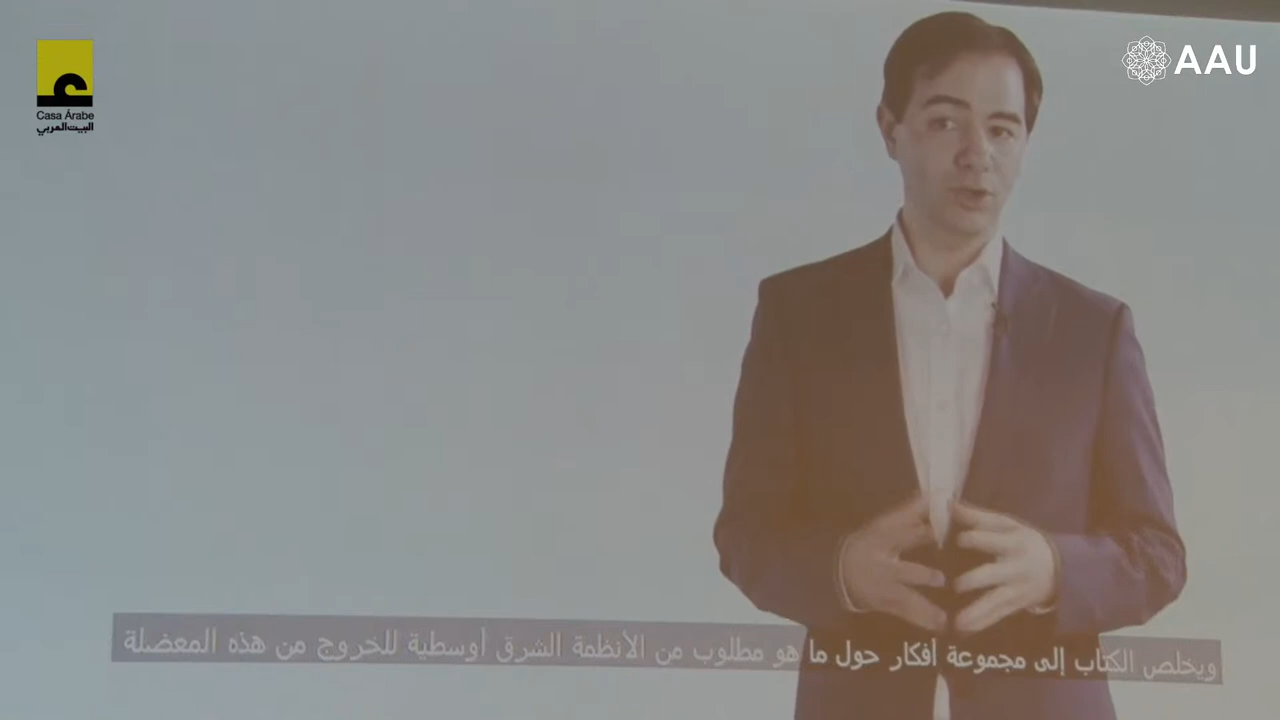 Casa Árabe
البيت العربي
AAU
ويخلص الكتاب إلى مجموعة أفكار حول ما هو مطلوب من الأنظمة الشرق أوسطية للخروج من هذه المعضلة